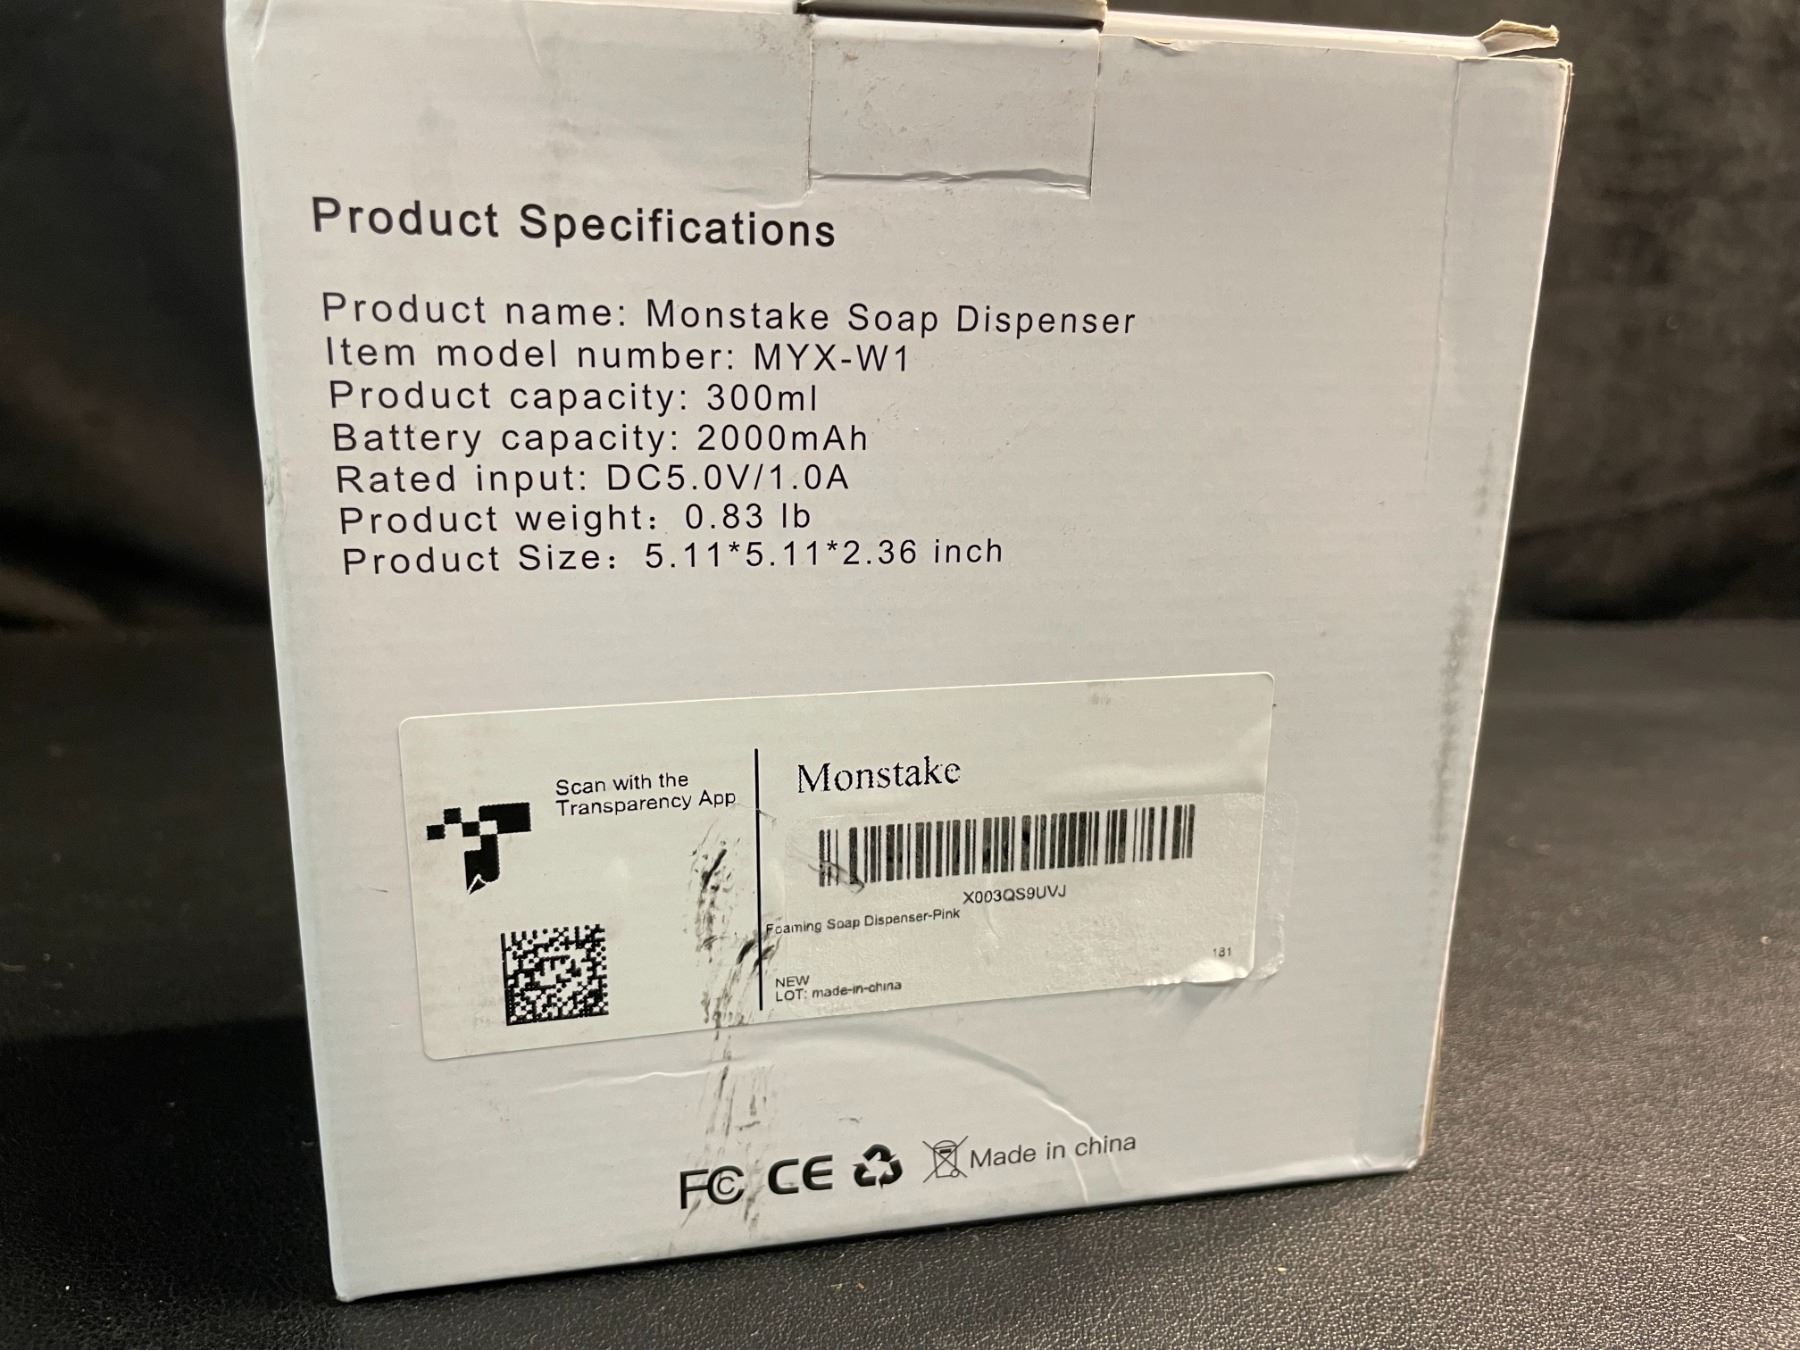 Product Specifications
Product name: Monstake Soap Dispenser
Item model number: MYX-W1
Product capacity: 300ml
Battery capacity: 2000mAh
Rated input: DC5.0V/1.0A
Product weight： 0.83 lb
Product Size： 5.11*5.11*2.36 inch
Scan with the
Transparency App
Monstake
X003QS9UVJ
Foaming Soap Dispenser-Pink
181
NEW
LOT: made-in-china
FC CE Made in china